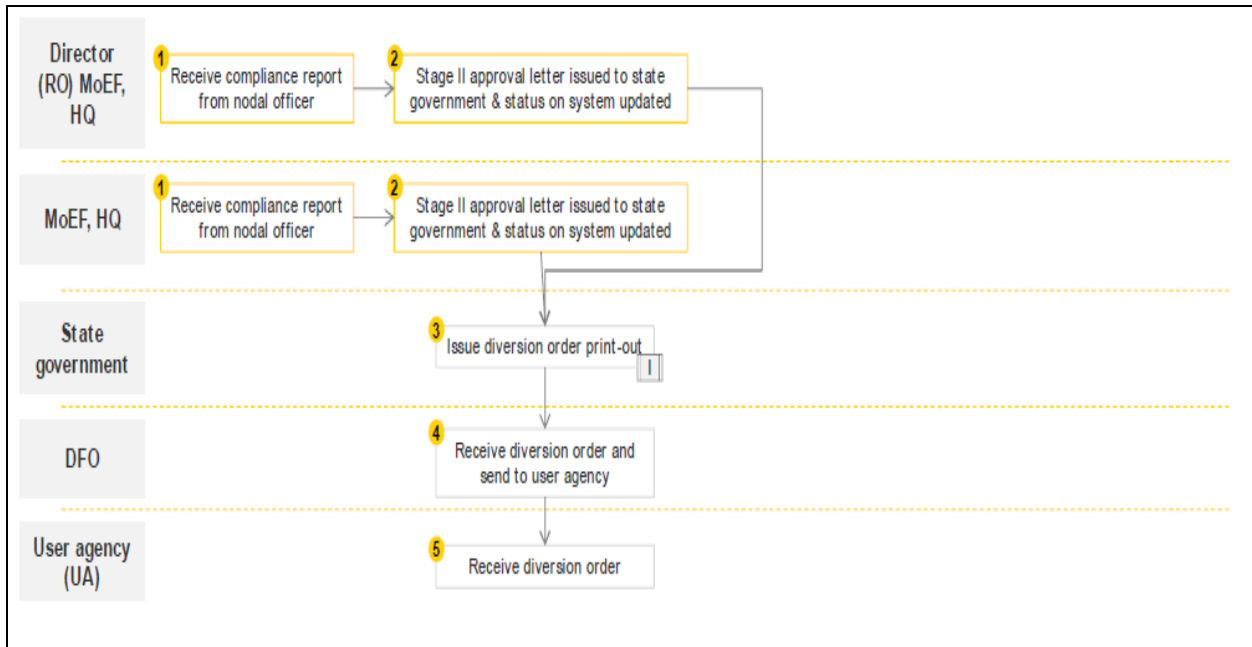 Director
(RO) MoEF,
HQ
1
Receive compliance report
from nodal officer
2
Stage II approval letter issued to state
government & status on system updated
MoEF, HQ
1
Receive compliance report
from nodal officer
2
Stage II approval letter issued to state
government & status on system updated
State
government
3
Issue diversion order print-out
I
DFO
4
Receive diversion order and
send to user agency
User agency
(UA)
5
Receive diversion order